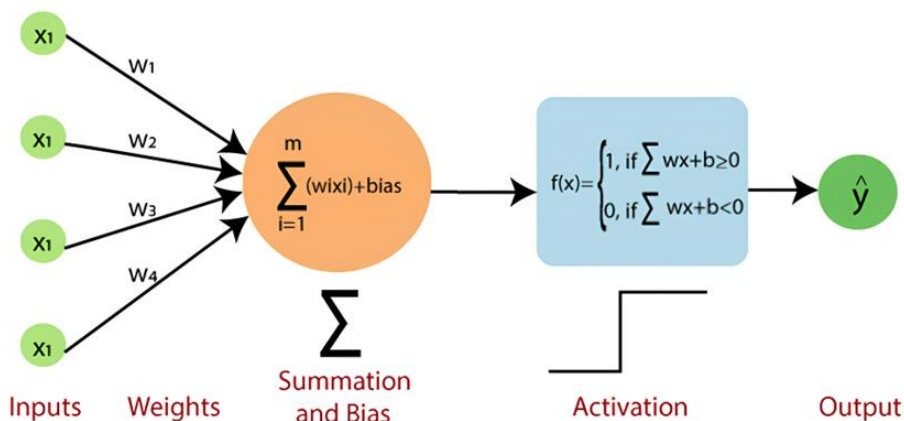 x1
x1
x1
x1
w1
w2
w3
w4
m
∑(wixi)+bias
i=1
f(x)={1, if ∑ wx+b≥0
0, if ∑ wx+b<0
ŷ
∑
Inputs
Weights
Summation
and Bias
Activation
Output